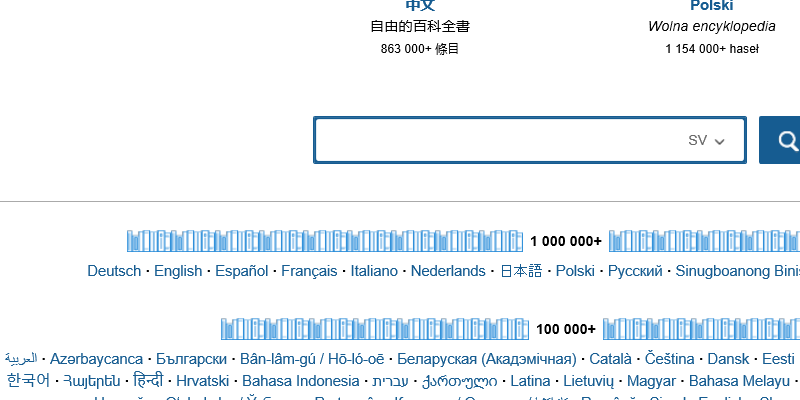 中文
Polski
自由的百科全書
Wolna encyklopedia
863 000+ 條目
1 154 000+ haseł
SV
1 000 000+
Deutsch · English · Español · Français · Italiano · Nederlands · 日本語 · Polski · Русский · Sinugboanong
100 000+
العربية · Azərbaycanca · Български · Bân-lâm-gú / Hō-ló-oē · Беларуская (Акадэмічная) · Català · Čeština · Dansk · Eesti
한국어 · Հայերեն · हिन्दी · Hrvatski · Bahasa Indonesia · עברית · ქართული · Latina · Lietuvių · Magyar · Bahasa Melayu ·